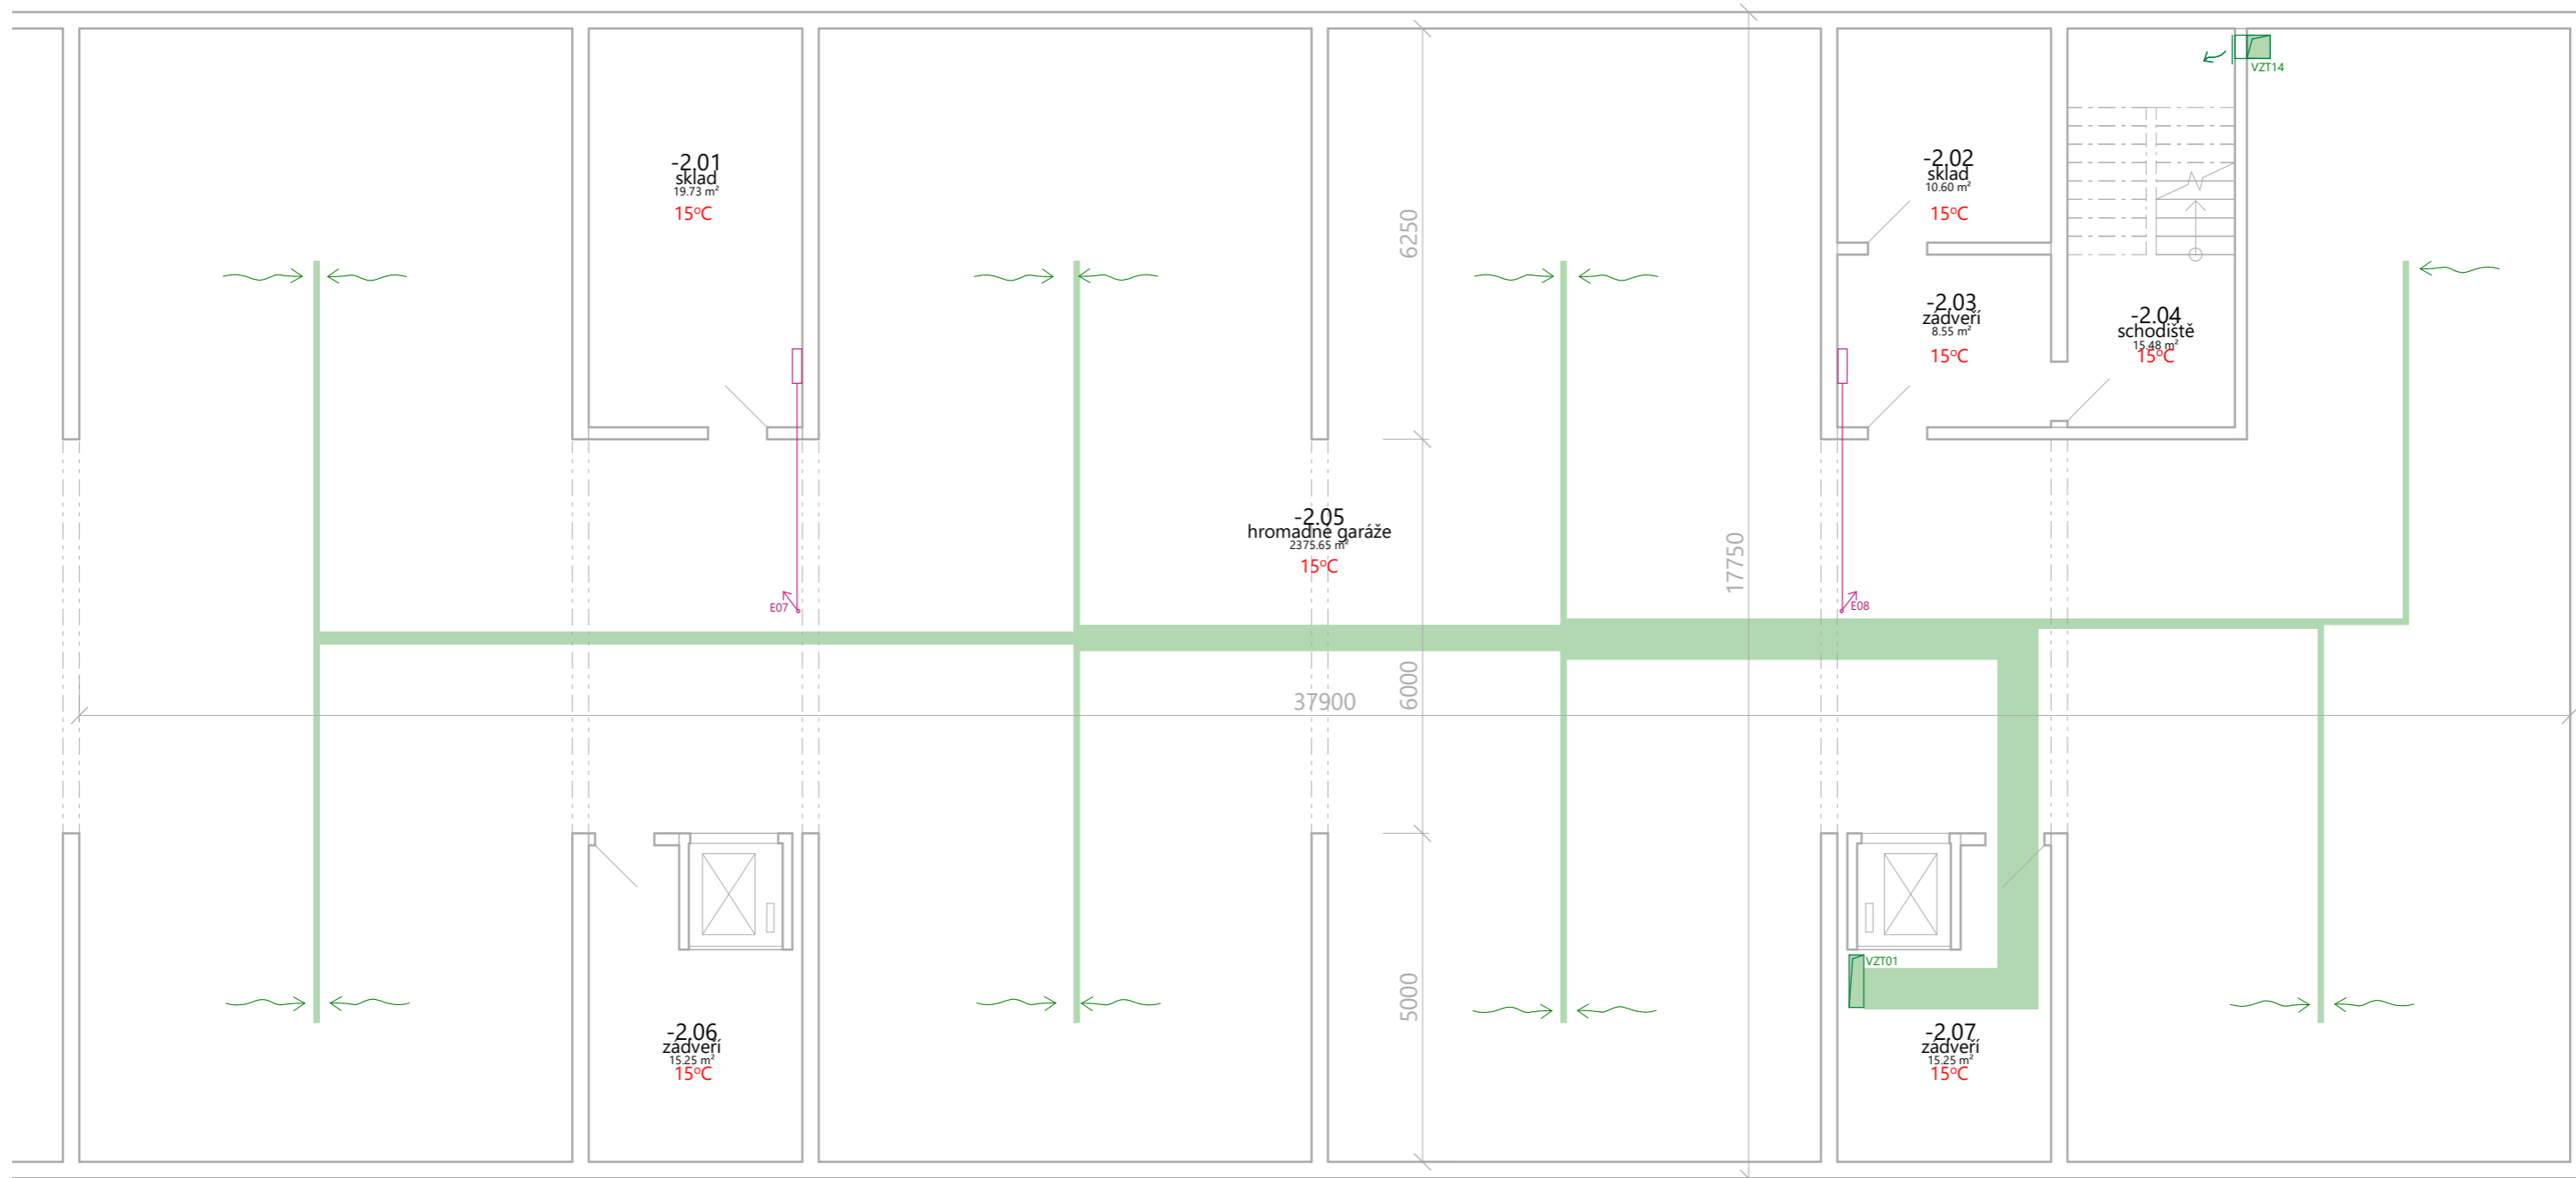 VZT14
-2.01
sklad
19.73 m²
15°C
-2.02
sklad
10.60 m²
15°C
6250
-2.03
zádveří
8.55 m²
15°C
-2.04
schodiště
15.48 m²
15°C
-2.05
hromadné garáže
2375.65 m²
15°C
17750
E07
E08
6000
37900
VZT01
5000
-2.06
zádveří
15.25 m²
15°C
-2.07
zádveří
15.25 m²
15°C